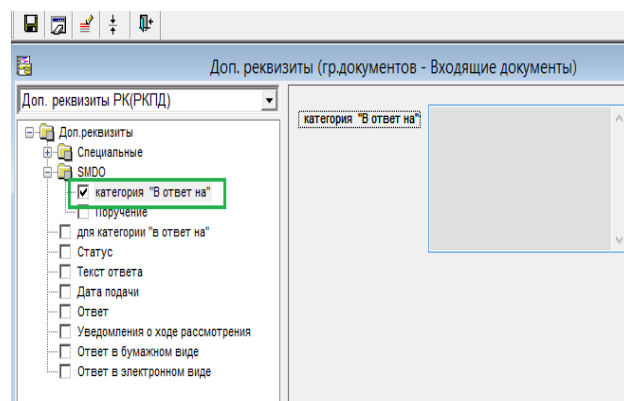 Доп. реквизиты (гр.документов - Входящие документы)
Доп. реквизиты РК(РКПД)
категория "В ответ на"
Доп.реквизиты
Специальные
SMDO
категория "В ответ на"
Поручение
для категории "в ответ на"
Статус
Текст ответа
Дата подачи
Ответ
Уведомления о ходе рассмотрения
Ответ в бумажном виде
Ответ в электронном виде